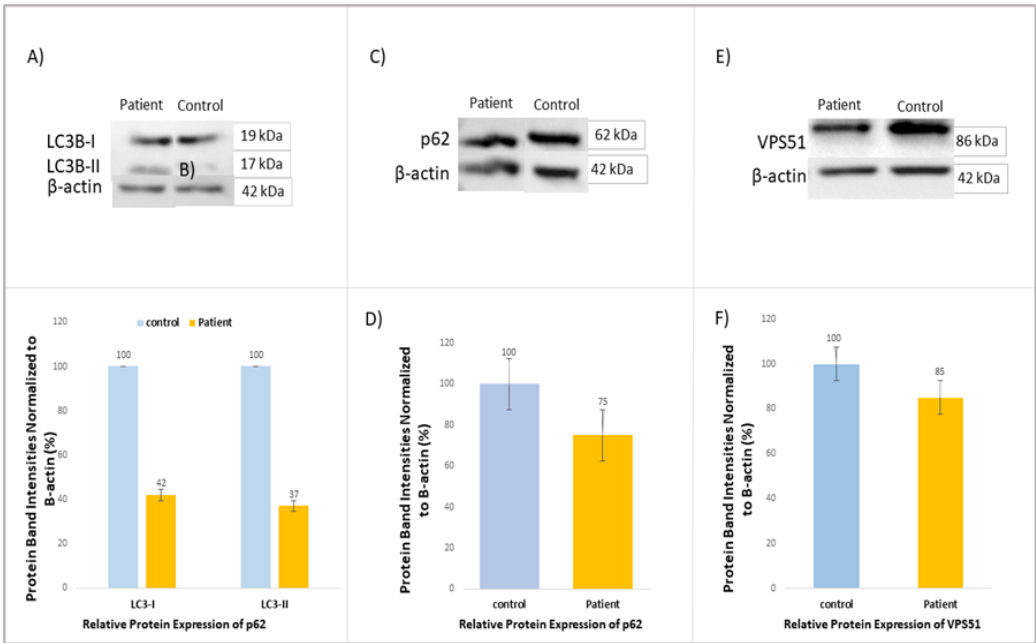 A)
Patient Control
LC3B-I 19 kDa
LC3B-II B) 17 kDa
β-actin 42 kDa
C)
Patient Control
p62 62 kDa
β-actin 42 kDa
E)
Patient Control
VPS51 86 kDa
β-actin 42 kDa
Protein Band Intensities Normalized to
B-actin (%)
control Patient
120
100
80
60
40
20
0
100
42
100
37
LC3-I LC3-II
Relative Protein Expression of p62
D)
Protein Band Intensities Normalized
to B-actin (%)
120
100
80
60
40
20
0
100
75
control Patient
Relative Protein Expression of p62
F)
Protein Band Intensities Normalized
to B-actin (%)
120
100
80
60
40
20
0
100
85
control Patient
Relative Protein Expression of VPS51